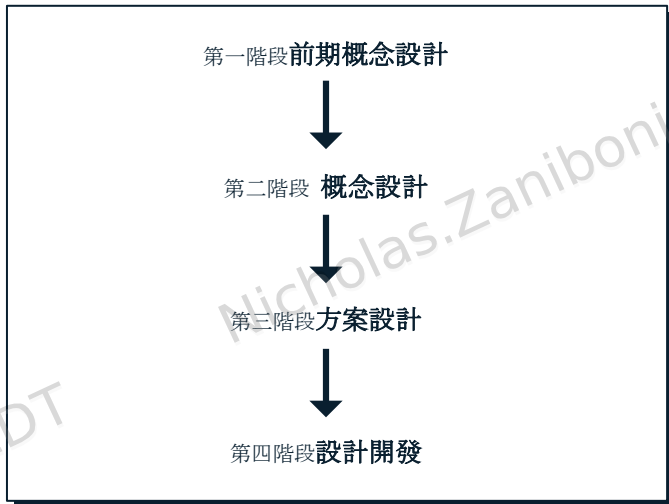 第一階段前期概念設計
第二階段 概念設計
Nicholas.Zaniboni
第三階段方案設計
DT
第四階段設計開發